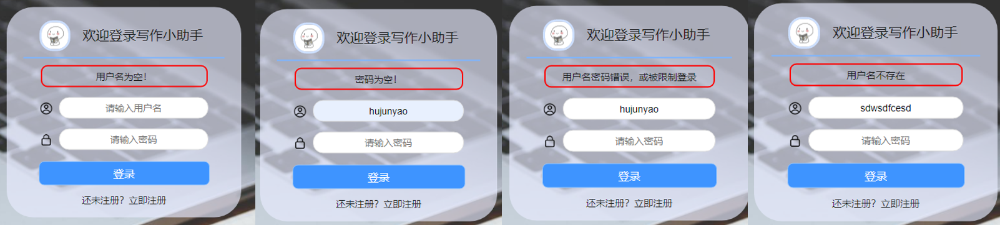 欢迎登录写作小助手
用户名为空!
请输入用户名
请输入密码
登录
还未注册? 立即注册
欢迎登录写作小助手
密码为空!
hujunyao
请输入密码
登录
还未注册? 立即注册
欢迎登录写作小助手
用户名密码错误，或被限制登录
hujunyao
请输入密码
登录
还未注册? 立即注册
欢迎登录写作小助手
用户名不存在
sdwsdfcesd
请输入密码
登录
还未注册? 立即注册